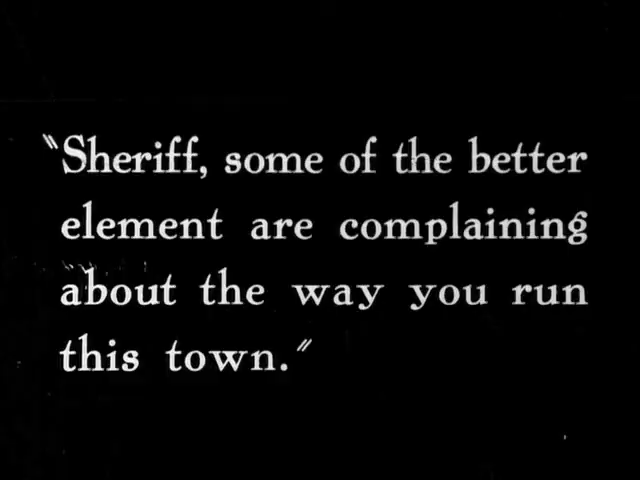 "Sheriff, some of the better
element are complaining
about the way you run
this town."